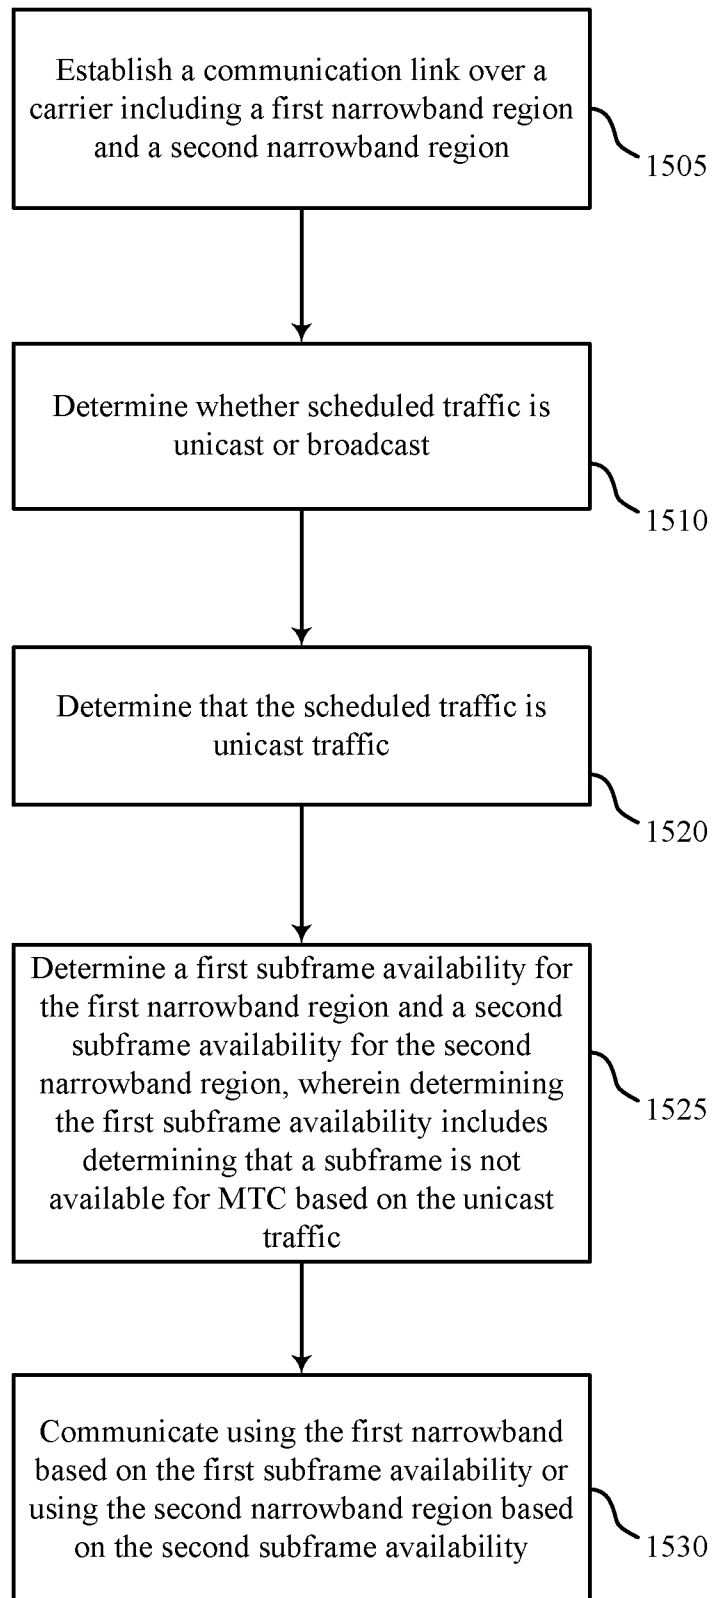 Establish a communication link over a
carrier including a first narrowband region
and a second narrowband region
1505
Determine whether scheduled traffic is
unicast or broadcast
1510
Determine that the scheduled traffic is
unicast traffic
1520
Determine a first subframe availability for
the first narrowband region and a second
subframe availability for the second
narrowband region, wherein determining
the first subframe availability includes
determining that a subframe is not
available for MTC based on the unicast
traffic
1525
Communicate using the first narrowband
based on the first subframe availability or
using the second narrowband region based
on the second subframe availability
1530